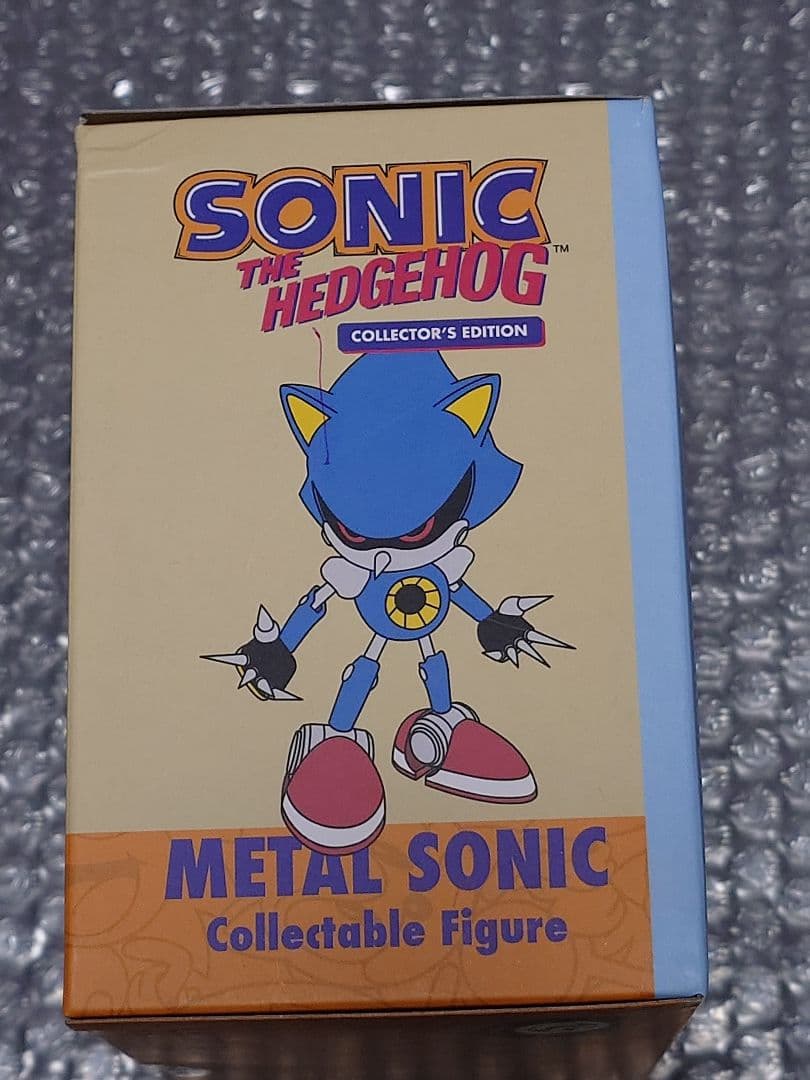 SONIC
THE
HEDGEHOG™
COLLECTOR'S EDITION
METAL SONIC
Collectable Figure